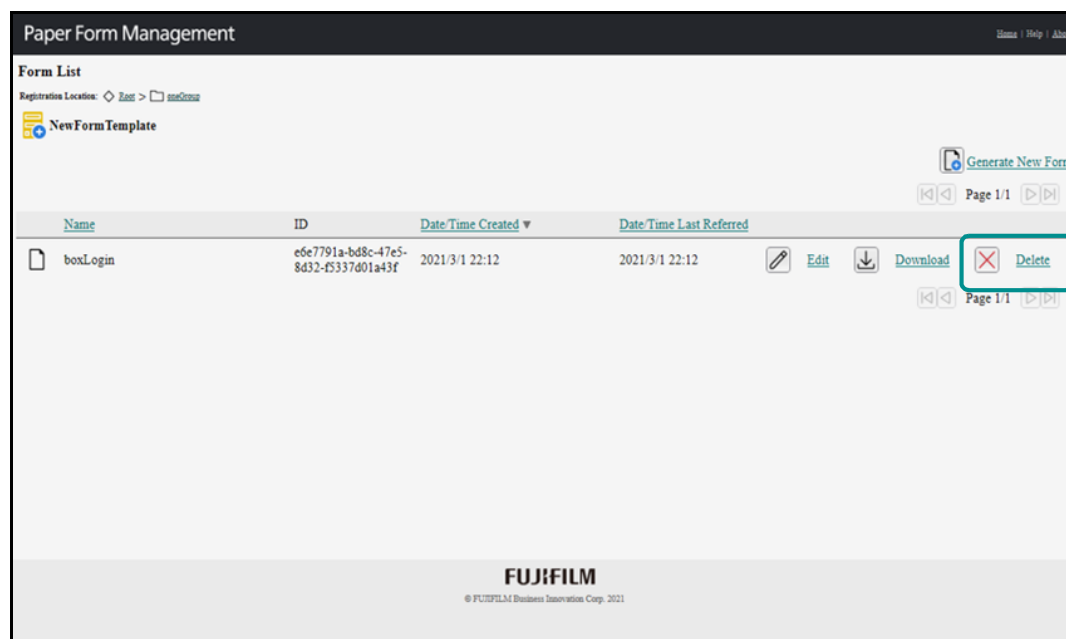 Paper Form Management
Home | Help | Abo
Form List
Registration Location: Root > oneGroup
NewFormTemplate
Generate New Form
Page 1/1
Name ID Date/Time Created ▼ Date/Time Last Referred
boxLogin e6e7791a-bd8c-47e5- 2021/3/1 22:12 2021/3/1 22:12 Edit Download Delete
8d32-f5337d01a43f
Page 1/1
FUJIFILM
© FUJIFILM Business Innovation Corp. 2021